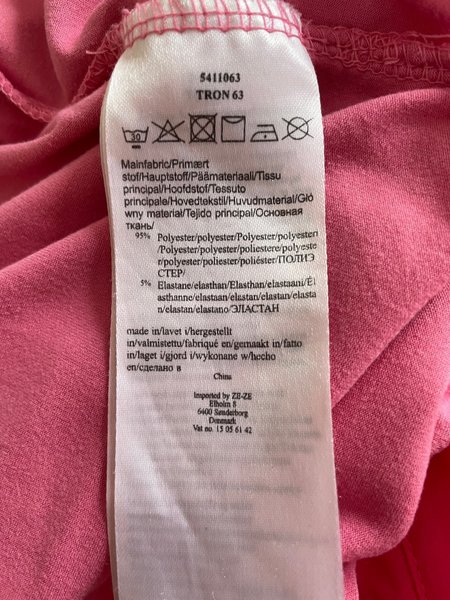 5411063
TRON 63
30
Mainfabric/Primært
stof/Hauptstoff/Päämateriaali/Tissu
principal/Hoofdstof/Tessuto
principale/Hovedtekstil/Huvudmaterial/Głó
wny material/Tejido principal/Основная
ткань/
95% Polyester/polyester/Polyester/polyesteri
/Polyester/polyester/poliestere/polyeste
r/polyester/poliester/poliéster/ПОЛИЭ
СТЕР/
5% Elastane/elasthan/Elasthan/elastaani/Él
asthanne/elastaan/elastan/elastan/elasta
n/elastan/elastano/ЭЛАСТАН
made in/lavet i/hergestellt
in/valmistettu/fabriqué en/gemaakt in/fatto
in/laget i/gjord i/wykonane w/hecho
en/сделано в
China
Imported by ZE-ZE
Elholm 8
6400 Sønderborg
Denmark
Vat no. 15 05 61 42